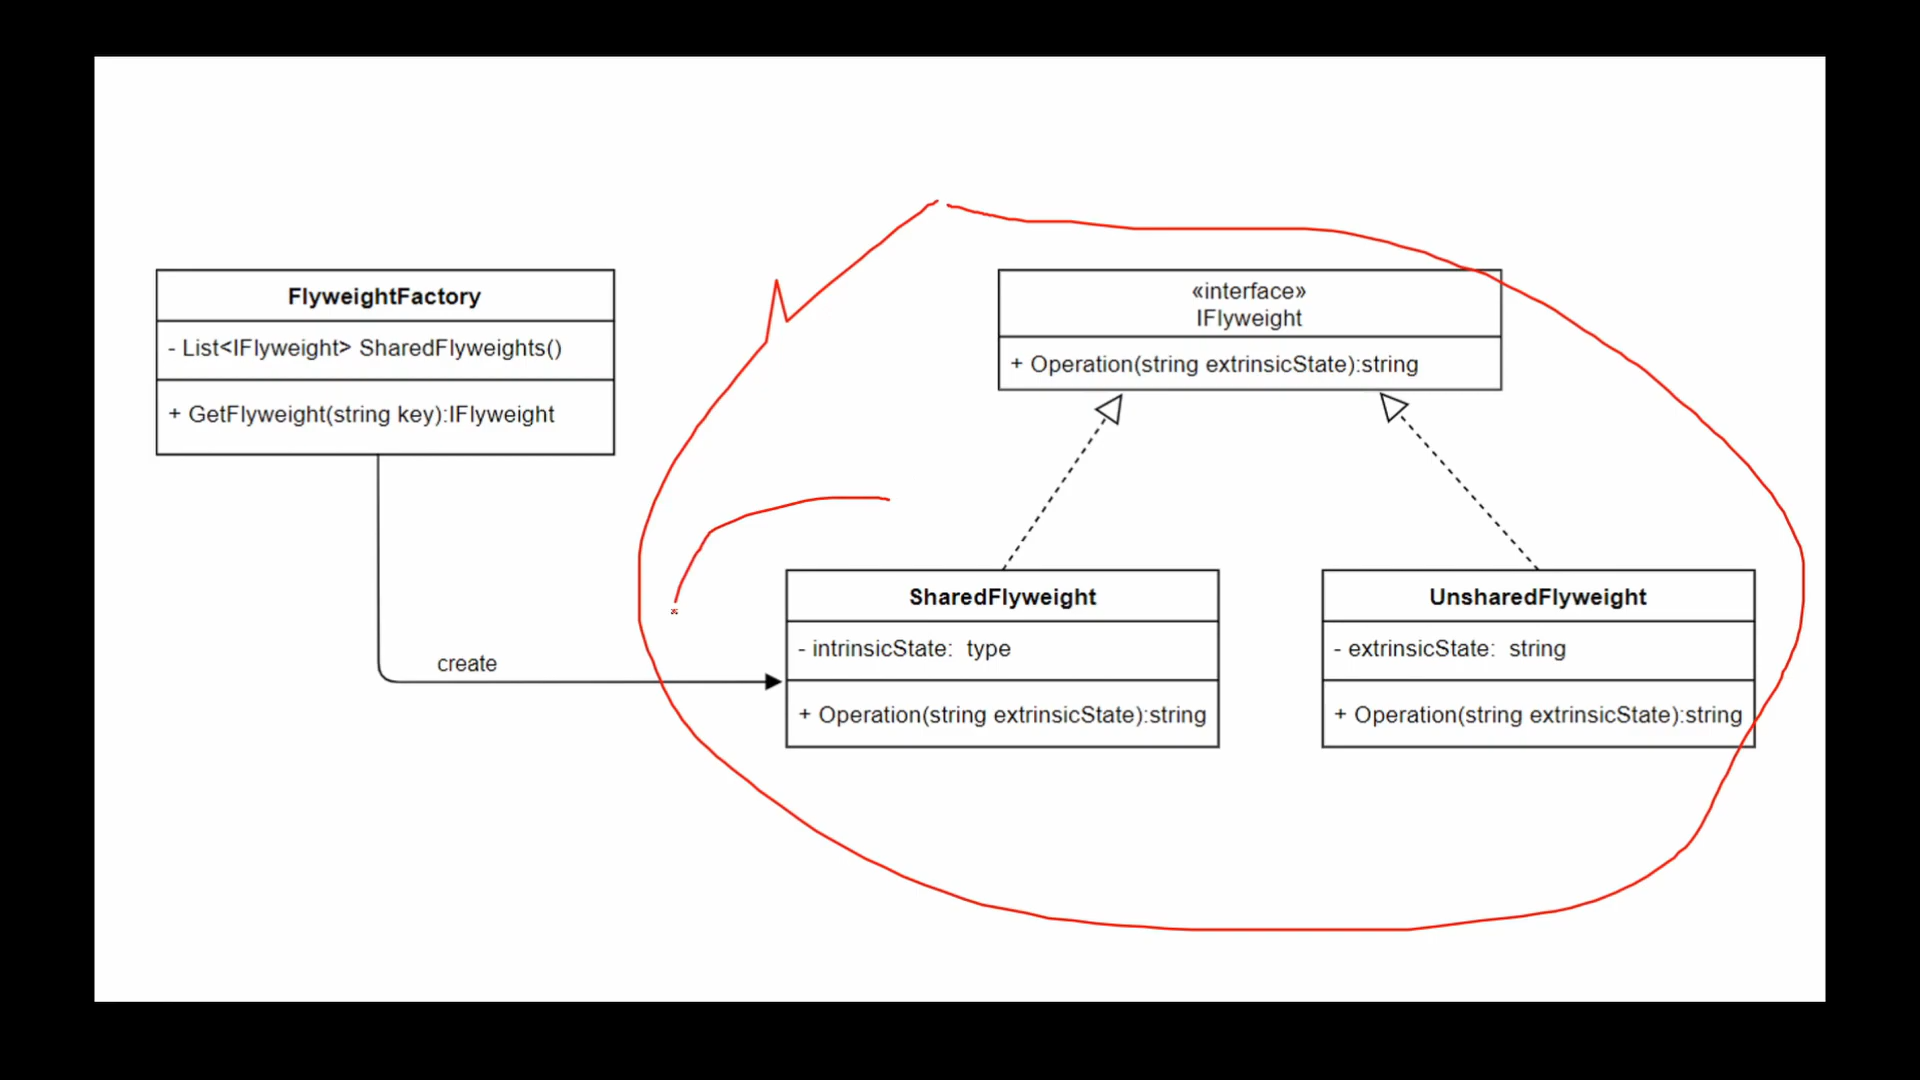 FlyweightFactory
- List<IFlyweight> SharedFlyweights()
+ GetFlyweight(string key):IFlyweight
«interface»
IFlyweight
+ Operation(string extrinsicState):string
create
SharedFlyweight
- intrinsicState:  type
+ Operation(string extrinsicState):string
UnsharedFlyweight
- extrinsicState:  string
+ Operation(string extrinsicState):string